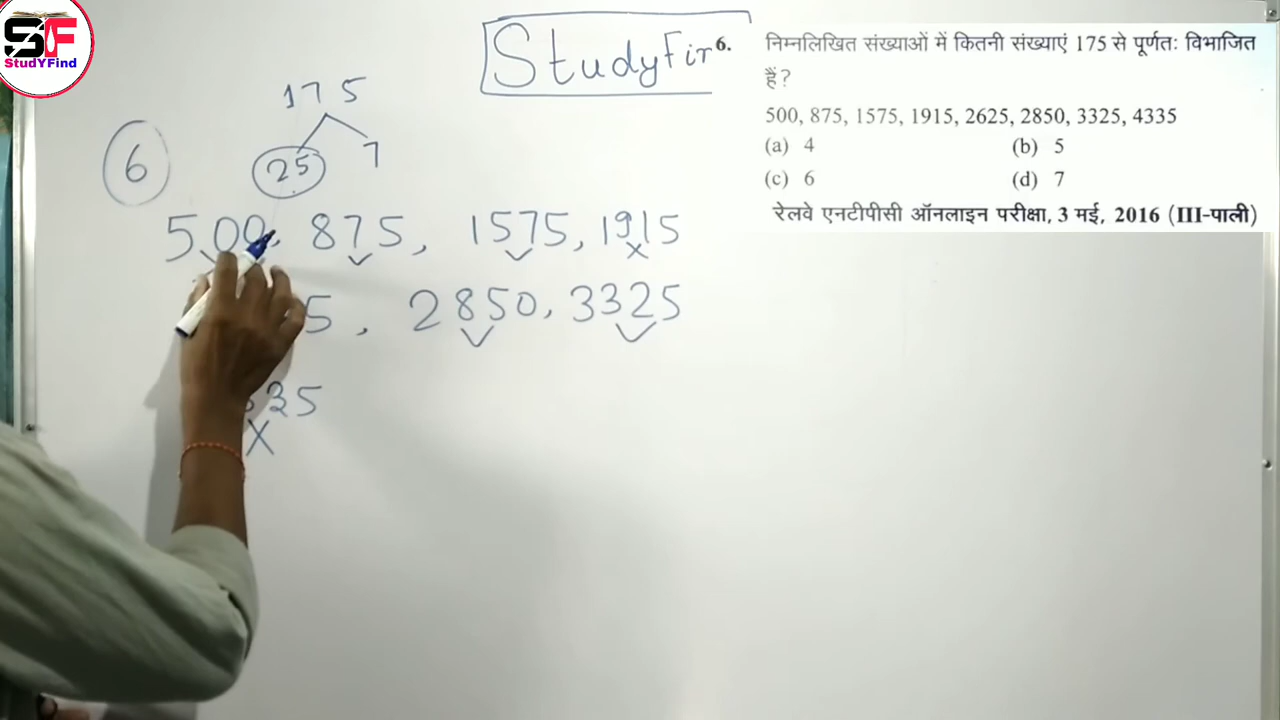 SF
StudYFind
StudyFin
6.
निम्नलिखित संख्याओं में कितनी संख्याएं 175 से पूर्णतः विभाजित
हैं?
500, 875, 1575, 1915, 2625, 2850, 3325, 4335
(a) 4 (b) 5
(c) 6 (d) 7
रेलवे एनटीपीसी ऑनलाइन परीक्षा, 3 मई, 2016 (III-पाली)
175
6
25 7
500, 875, 1575, 1915
5, 2850, 3325
335